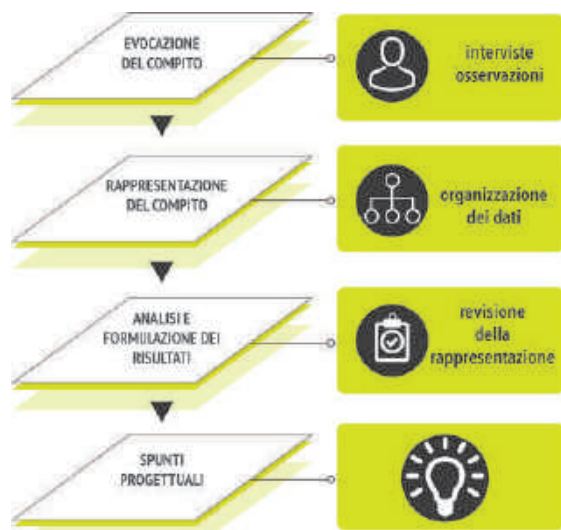 EVOCAZIONE
DEL COMPITO
interviste
osservazioni
RAPPRESENTAZIONE
DEL COMPITO
organizzazione
dei dati
ANALISI E
FORMULAZIONE DEI
RISULTATI
revisione
della
rappresentazione
SPUNTI
PROGETTUALI